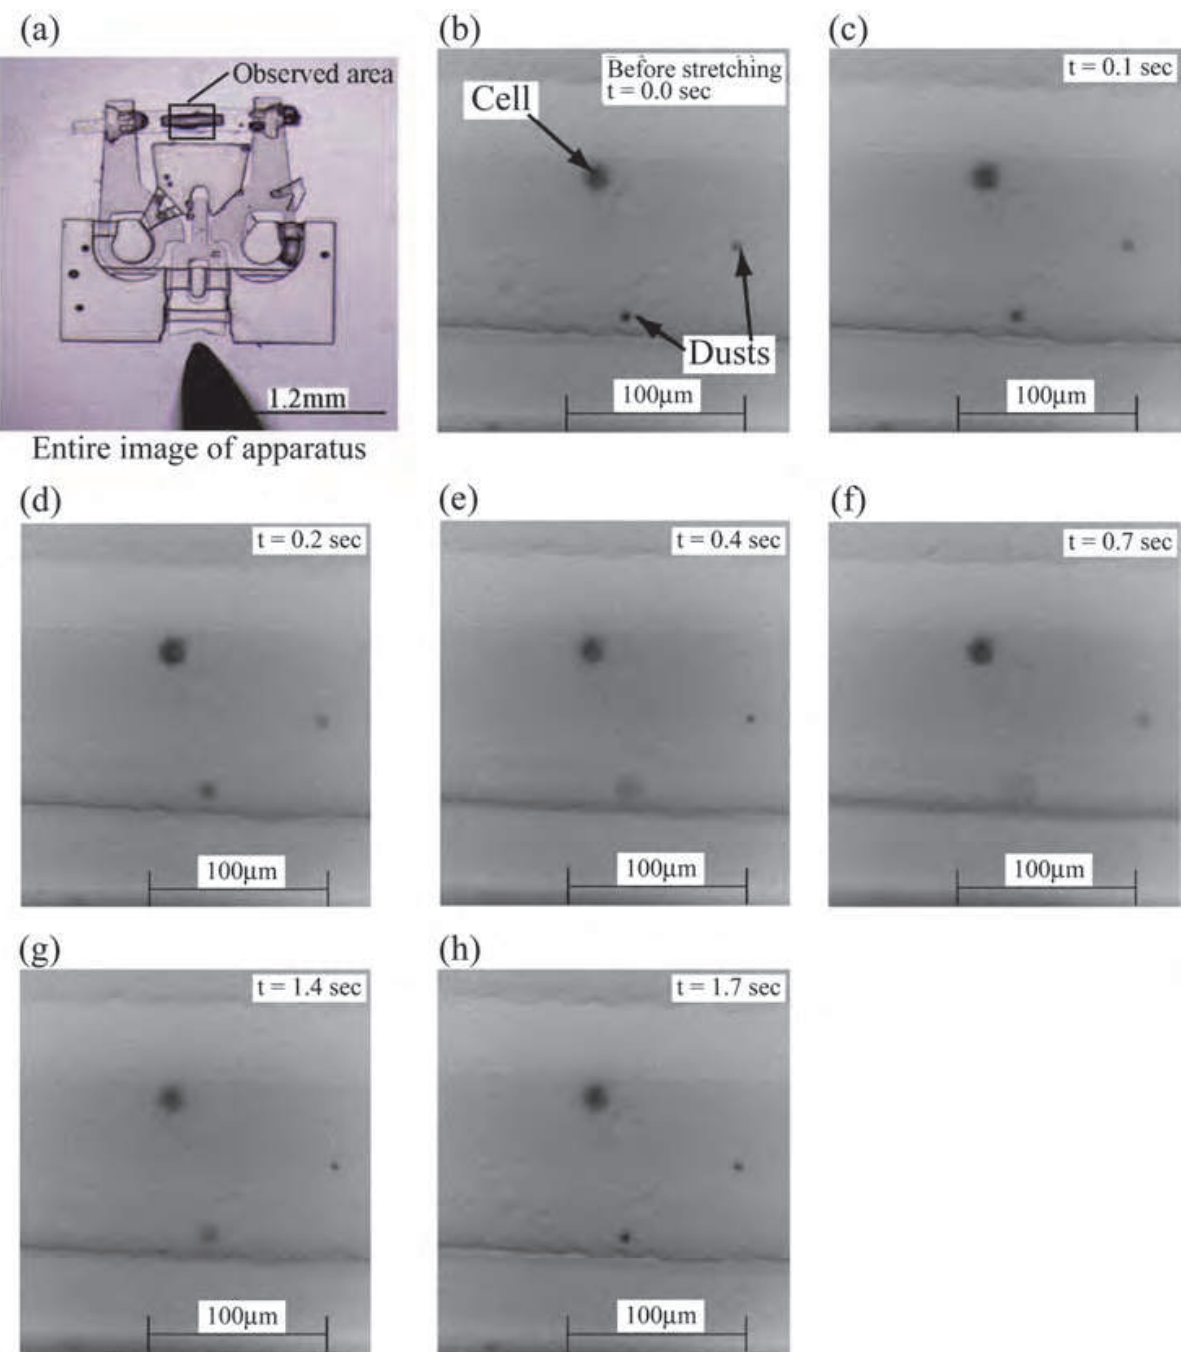 (a)
Observed area
1.2mm
Entire image of apparatus
(b)
Before stretching
t = 0.0 sec
Cell
Dusts
100μm
(c)
t = 0.1 sec
100μm
(d)
t = 0.2 sec
100μm
(e)
t = 0.4 sec
100μm
(f)
t = 0.7 sec
100μm
(g)
t = 1.4 sec
100μm
(h)
t = 1.7 sec
100μm